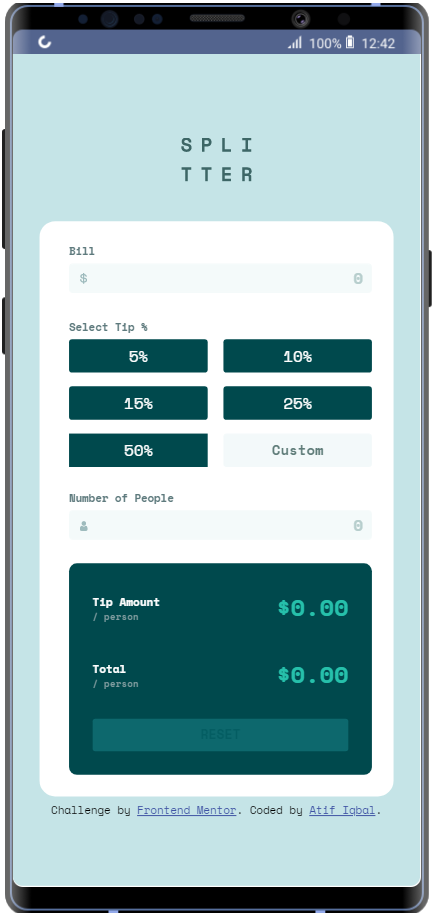 100% 12:42
SPLI
TTER
Bill
$ 0
Select Tip %
5% 10%
15% 25%
50% Custom
Number of People
0
Tip Amount $0.00
/ person
Total $0.00
/ person
RESET
Challenge by Frontend Mentor. Coded by Atif Iqbal.